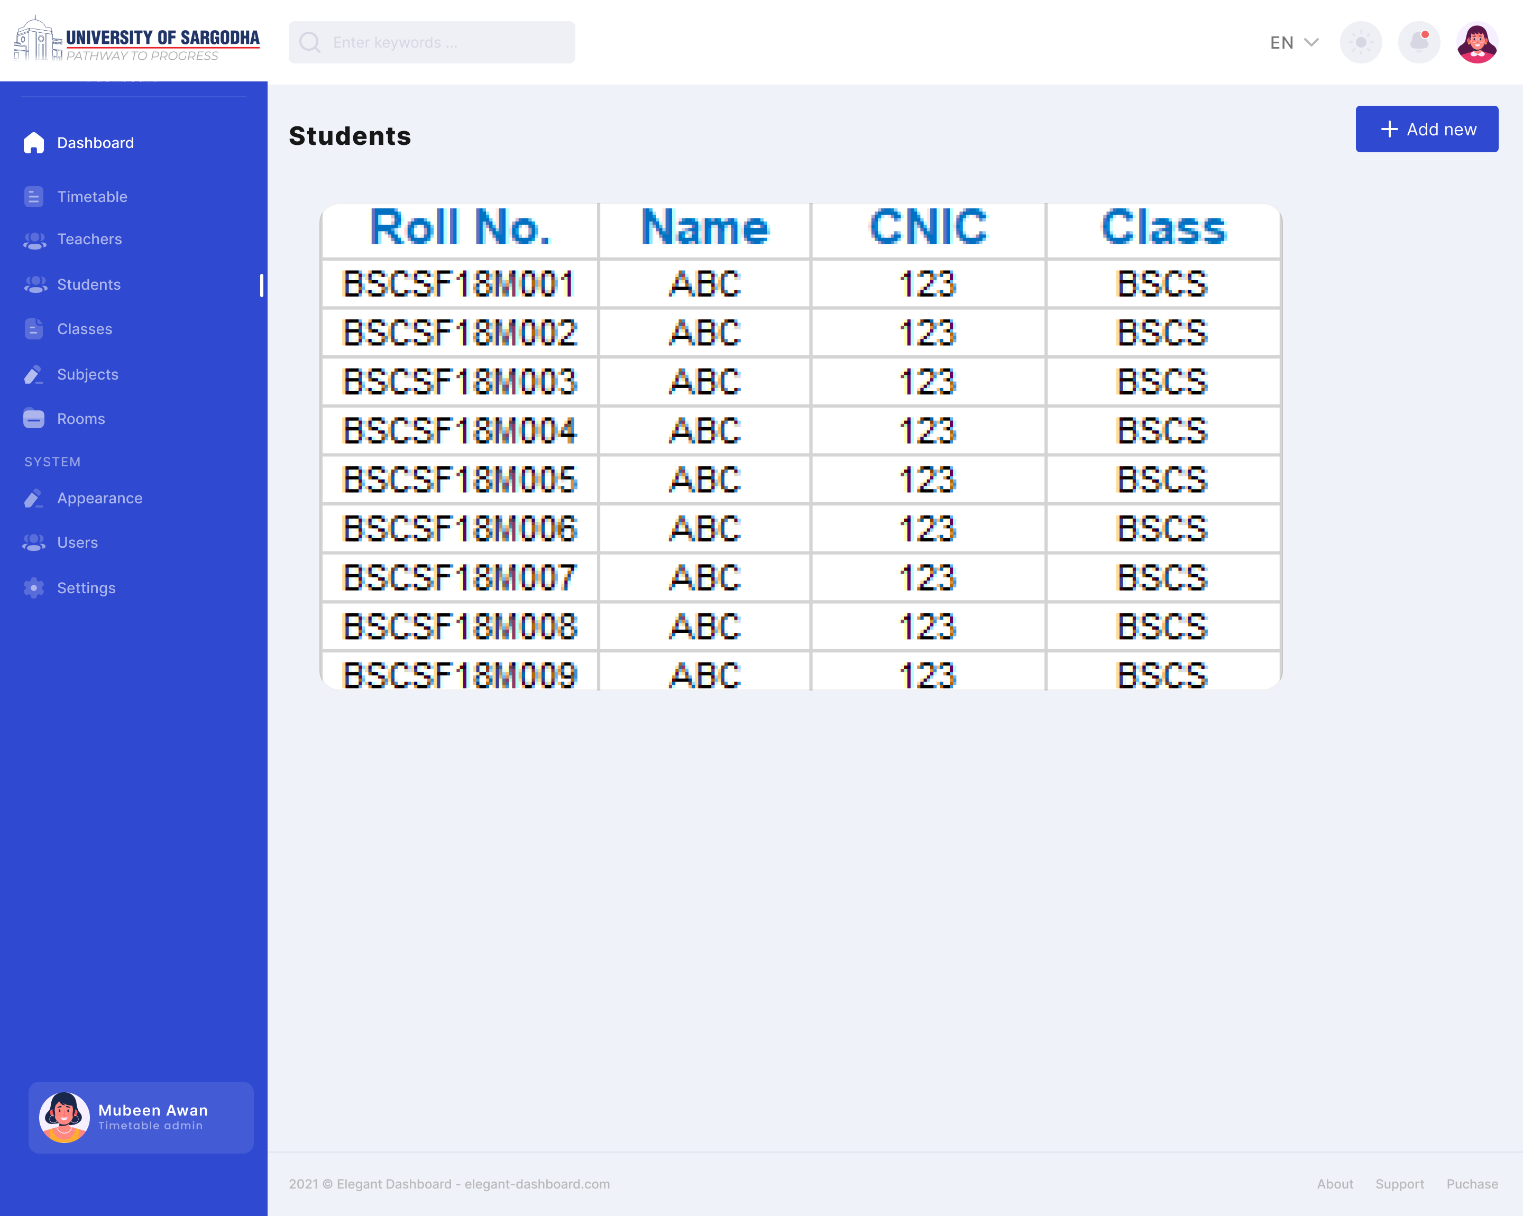 UNIVERSITY OF SARGODHA
PATHWAY TO PROGRESS
Enter keywords ...
EN
Dashboard
Timetable
Teachers
Students
Classes
Subjects
Rooms
SYSTEM
Appearance
Users
Settings
Mubeen Awan
Timetable admin
Students
Add new
Roll No. Name CNIC Class
BSCSF18M001 ABC 123 BSCS
BSCSF18M002 ABC 123 BSCS
BSCSF18M003 ABC 123 BSCS
BSCSF18M004 ABC 123 BSCS
BSCSF18M005 ABC 123 BSCS
BSCSF18M006 ABC 123 BSCS
BSCSF18M007 ABC 123 BSCS
BSCSF18M008 ABC 123 BSCS
BSCSF18M009 ABC 123 BSCS
2021 © Elegant Dashboard - elegant-dashboard.com
About Support Puchase